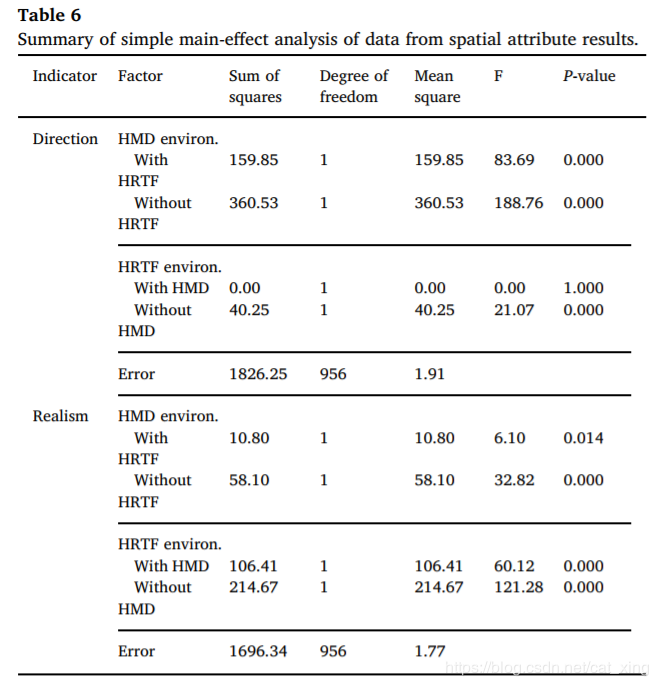 Table 6
Summary of simple main-effect analysis of data from spatial attribute results.
Indicator Factor Sum of squares Degree of freedom Mean square F P-value
Direction HMD environ.
With HRTF 159.85 1 159.85 83.69 0.000
Without HRTF 360.53 1 360.53 188.76 0.000
HRTF environ.
With HMD 0.00 1 0.00 0.00 1.000
Without HMD 40.25 1 40.25 21.07 0.000
Error 1826.25 956 1.91
Realism HMD environ.
With HRTF 10.80 1 10.80 6.10 0.014
Without HRTF 58.10 1 58.10 32.82 0.000
HRTF environ.
With HMD 106.41 1 106.41 60.12 0.000
Without HMD 214.67 1 214.67 121.28 0.000
Error 1696.34 956 1.77
https://blog.csdn.net/cat_xing